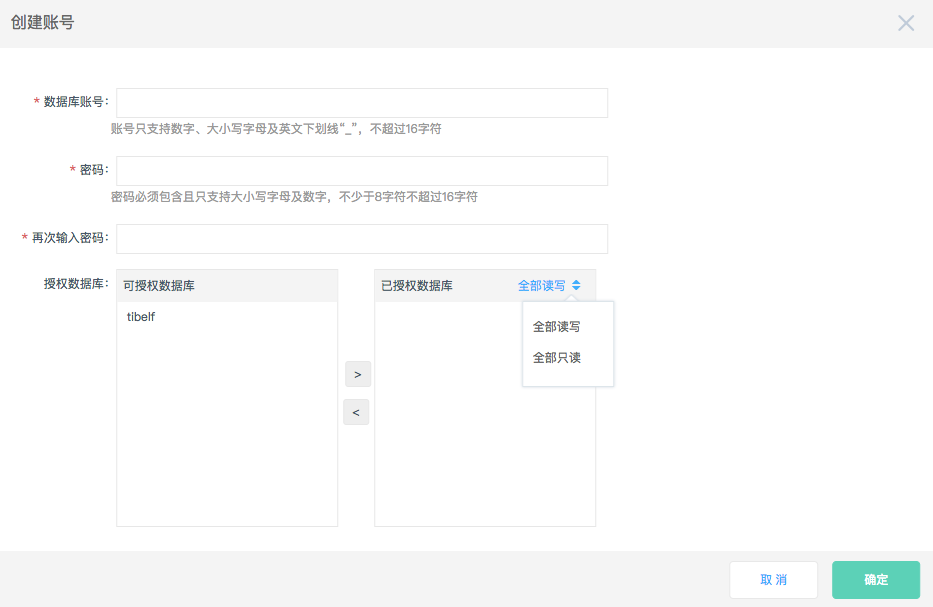 创建账号
* 数据库账号：
账号只支持数字、大小写字母及英文下划线“_”，不超过16字符
* 密码：
密码必须包含且只支持大小写字母及数字，不少于8字符不超过16字符
* 再次输入密码：
授权数据库：
可授权数据库
tibelf
>
<
已授权数据库
全部读写
全部读写
全部只读
取 消
确定